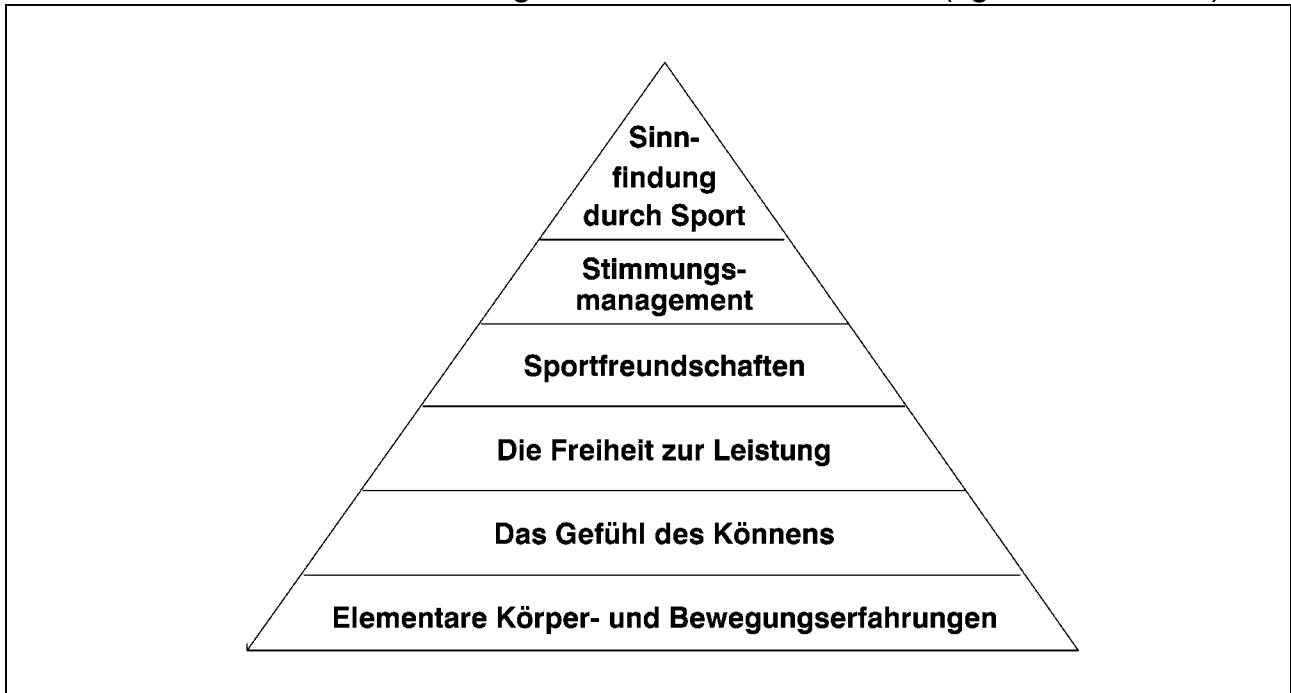 Sinn-
findung
durch Sport
Stimmungs-
management
Sportfreundschaften
Die Freiheit zur Leistung
Das Gefühl des Könnens
Elementare Körper- und Bewegungserfahrungen